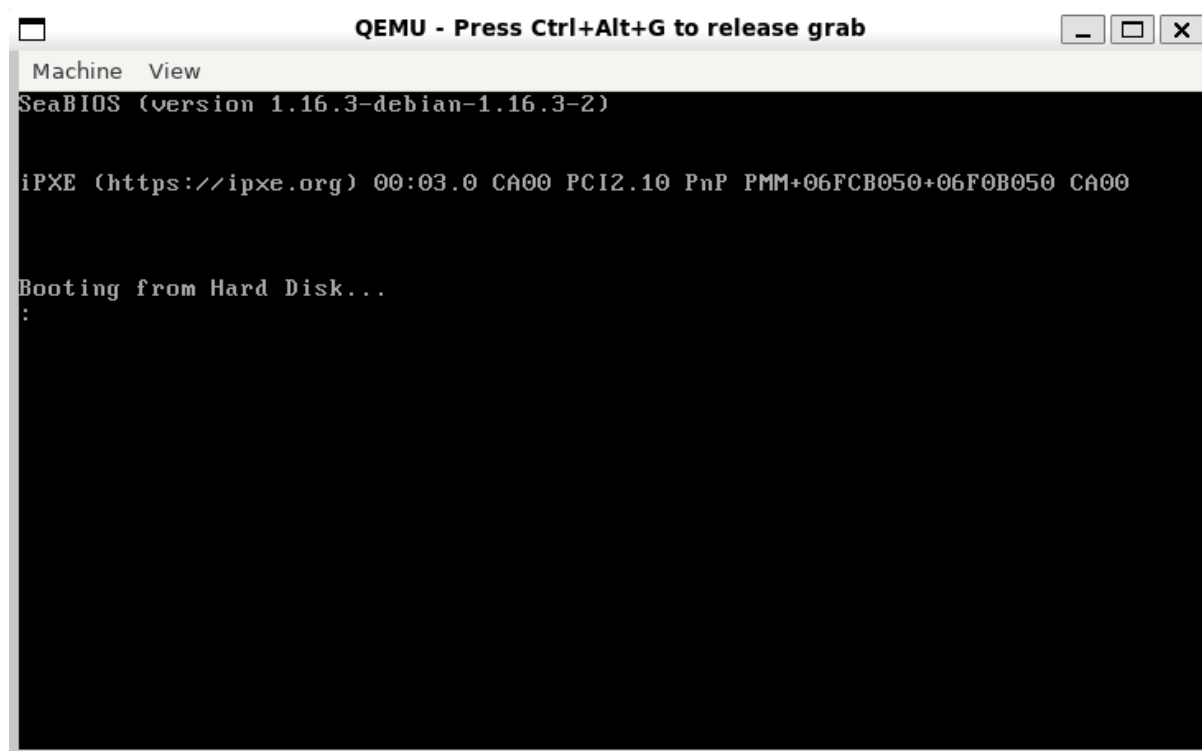 QEMU - Press Ctrl+Alt+G to release grab
Machine View
SeaBIOS (version 1.16.3-debian-1.16.3-2)
iPXE (https://ipxe.org) 00:03.0 CA00 PCI2.10 PnP PMM+06FCB050+06F0B050 CA00
Booting from Hard Disk...
: